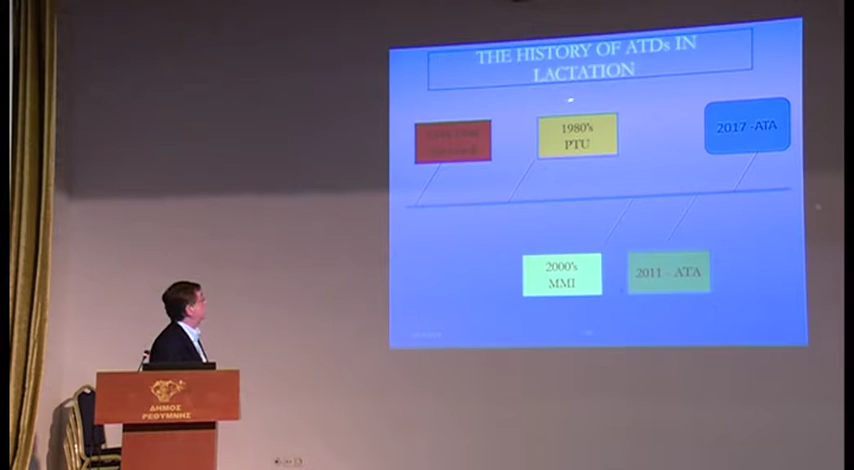 THE HISTORY OF ATDs IN
LACTATION
1980's
PTU
2017 -ATA
2000's
MMI
2011 - ATA
ΔΗΜΟΣ
ΡΕΘΥΜΝΗΣ